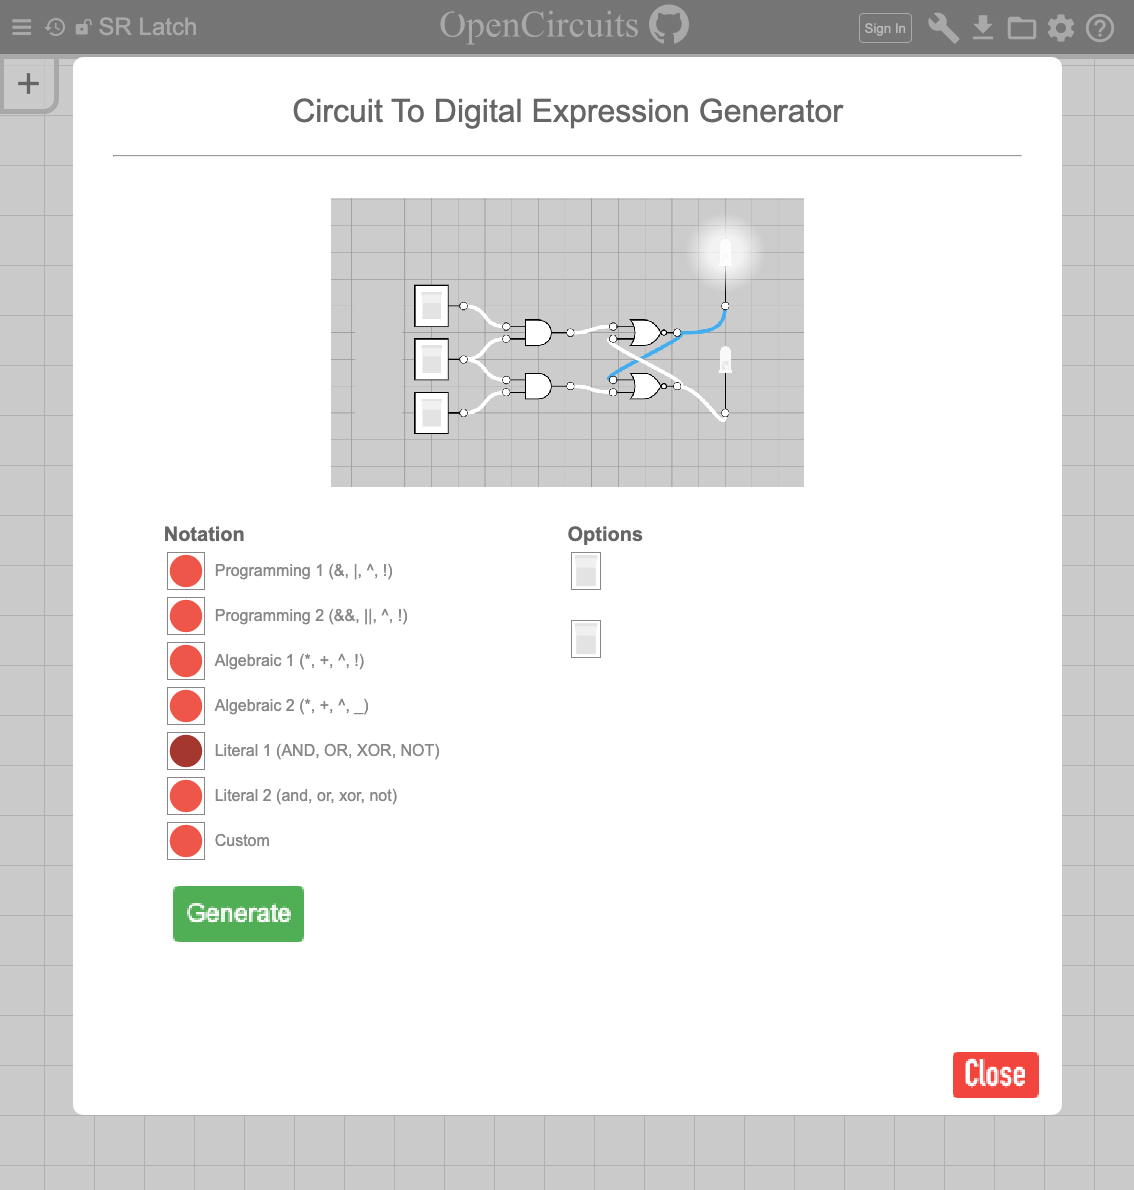 SR Latch
OpenCircuits
Sign In
Circuit To Digital Expression Generator
Notation
Options
Programming 1 (&, |, ^, !)
Programming 2 (&&, ||, ^, !)
Algebraic 1 (*, +, ^, !)
Algebraic 2 (*, +, ^, _)
Literal 1 (AND, OR, XOR, NOT)
Literal 2 (and, or, xor, not)
Custom
Generate
Close